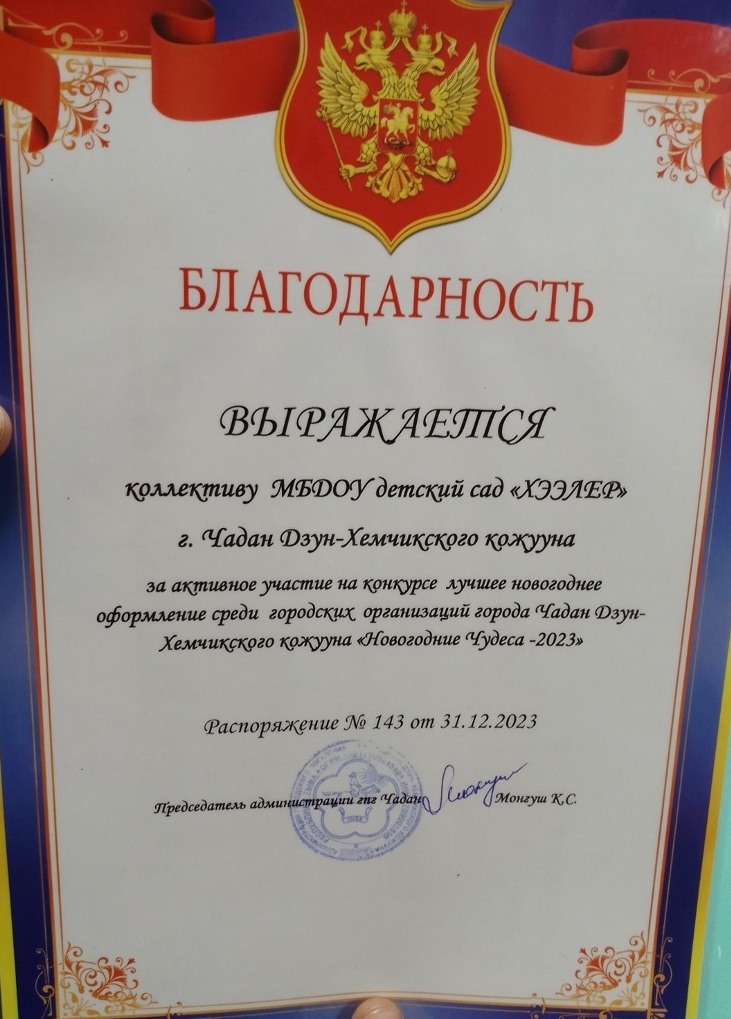 БЛАГОДАРНОСТЬ
ВЫРАЖАЕТСЯ
коллективу МБДОУ детский сад «ХЭЭЛЕР»
г. Чадан Дзун-Хемчикского кожууна
за активное участие на конкурсе лучшее новогоднее
оформление среди городских организаций города Чадан Дзун-
Хемчикского кожууна «Новогодние Чудеса -2023»
Распоряжение № 143 от 31.12.2023
Председатель администрации гпг Чадан Монгуш К.С.